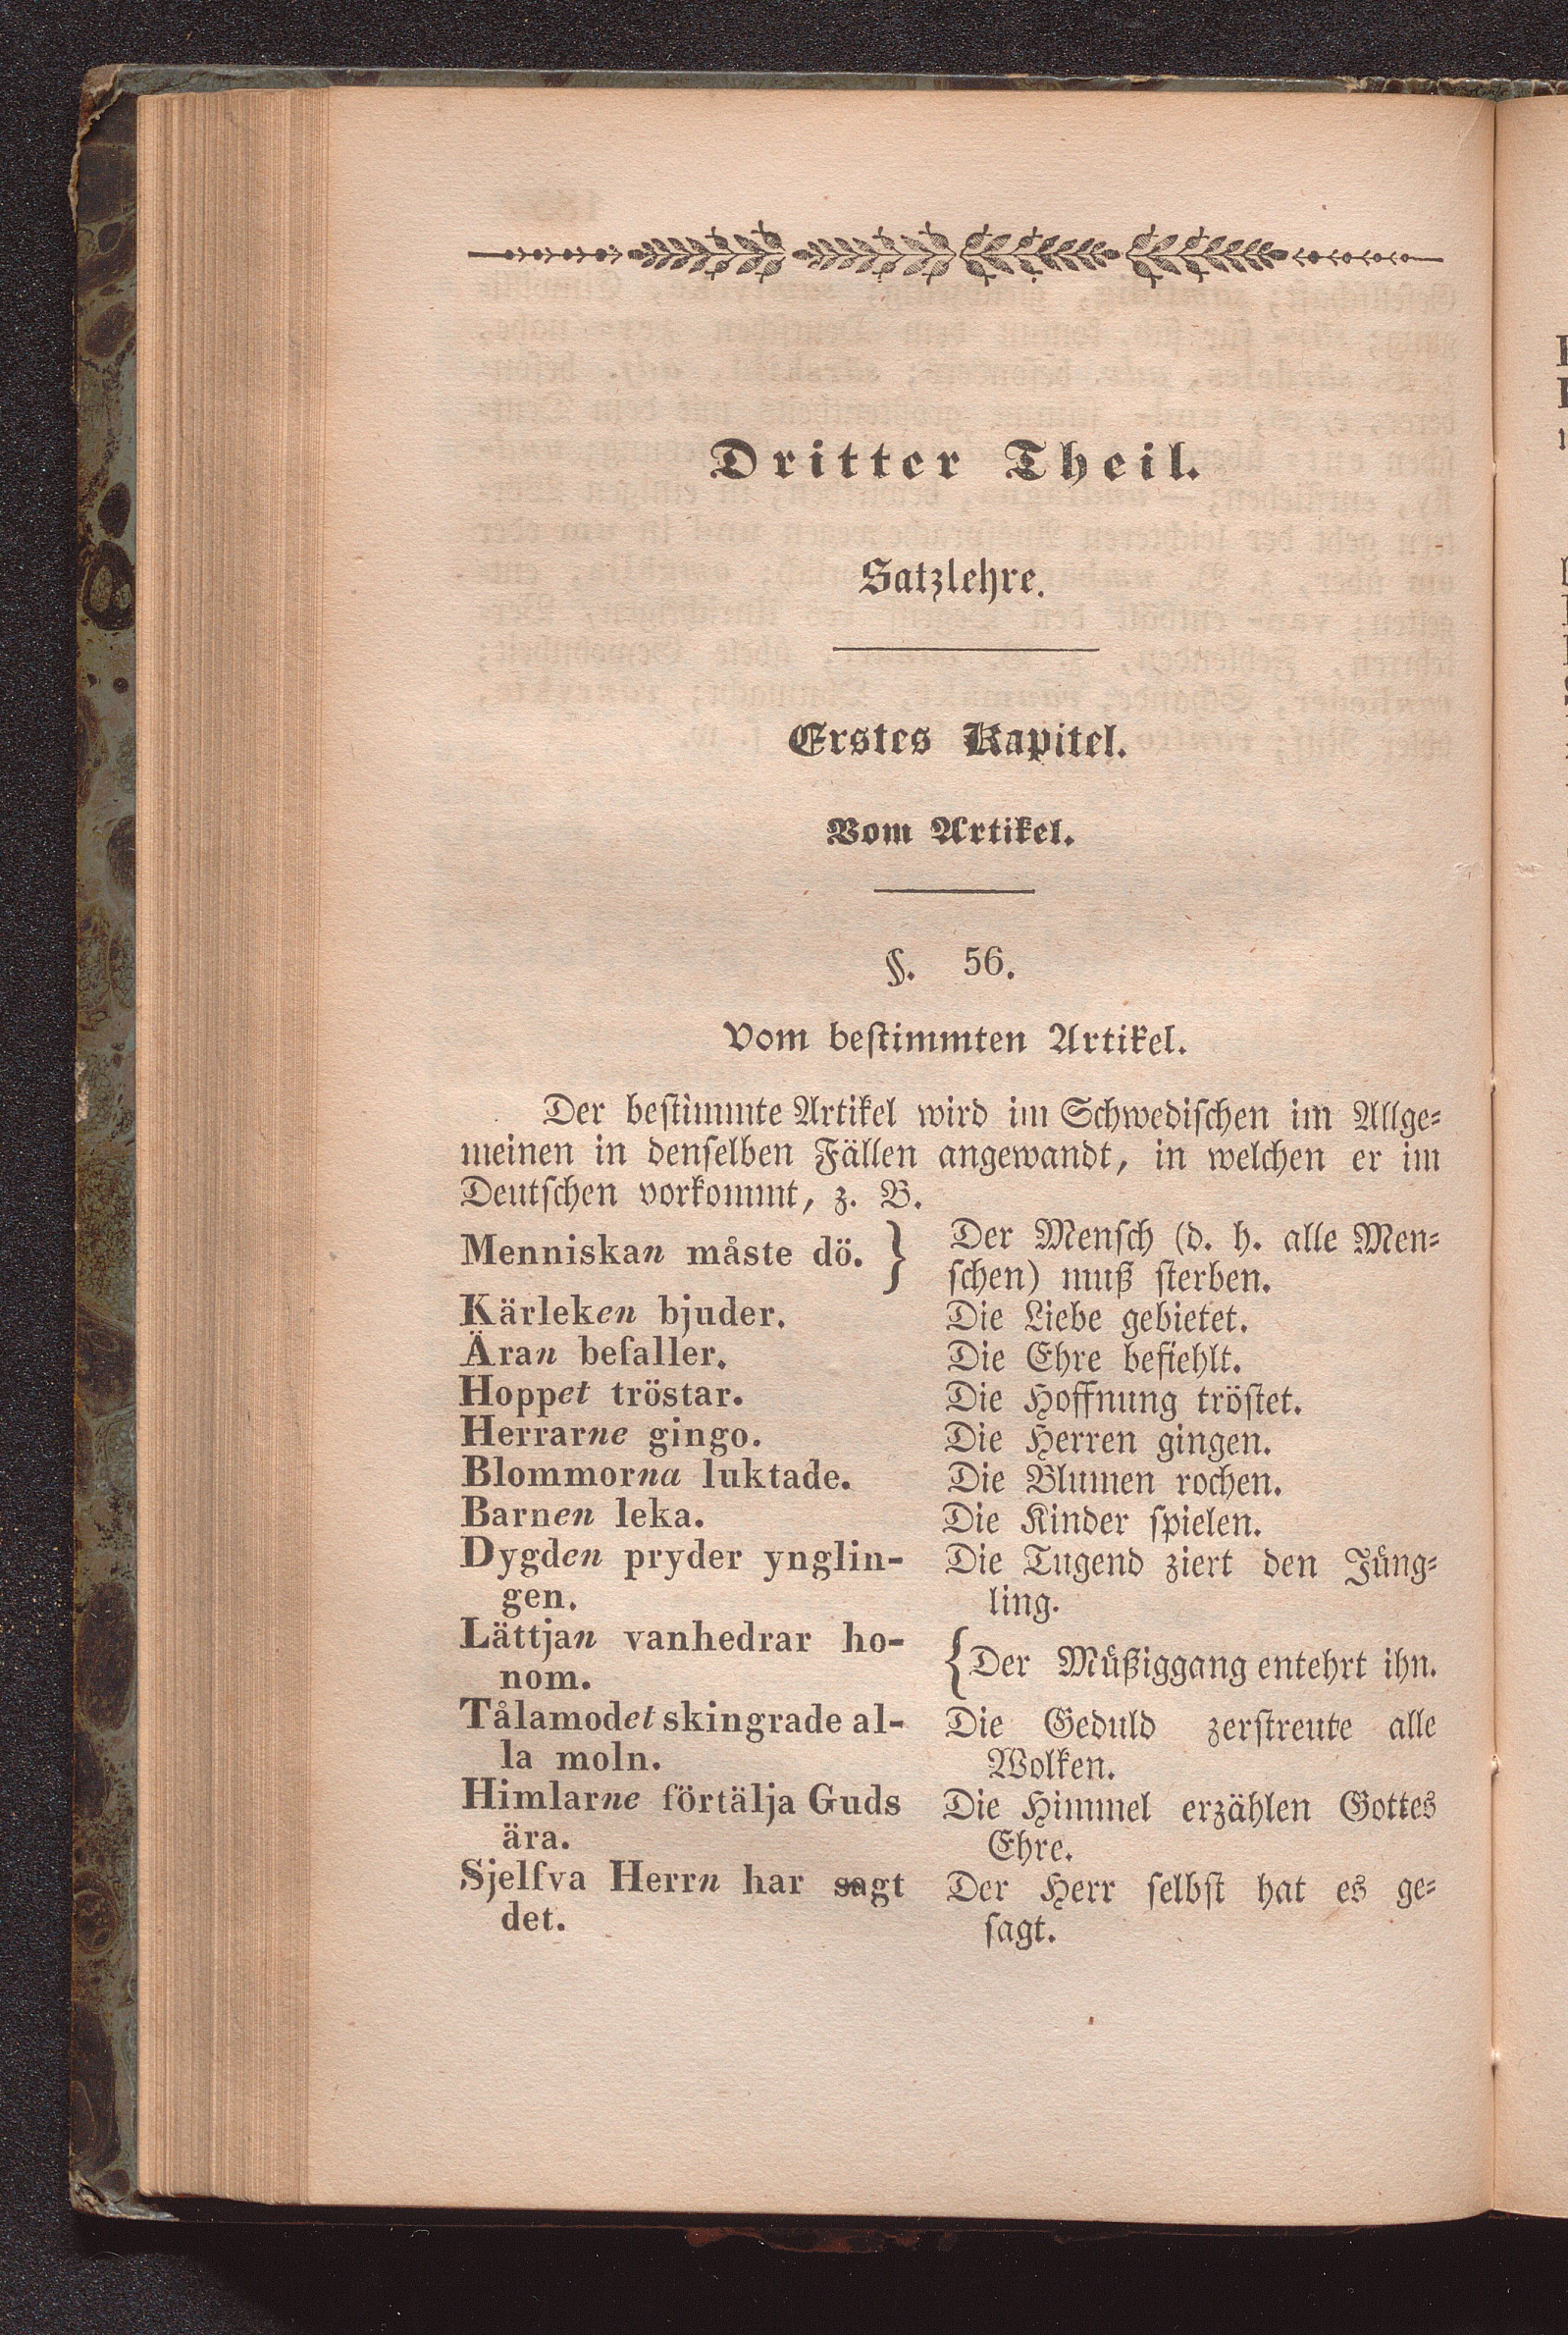 Dritter Theil.
Satzlehre.
Erstes Kapitel.
Vom Artikel.
§. 56.
Vom beſtimmten Artikel.
Der beſtimmte Artikel wird im Schwediſchen im Allge⸗
meinen in denſelben Fällen angewandt, in welchen er im
Deutſchen vorkommt, z. B.
Menniskan måste dö. } Der Menſch (d. h. alle Men⸗
ſchen) muß ſterben.
Kärleken bjuder. Die Liebe gebietet.
Äran befaller. Die Ehre befiehlt.
Hoppet tröstar. Die Hoffnung tröſtet.
Herrarne gingo. Die Herren gingen.
Blommorna luktade. Die Blumen rochen.
Barnen leka. Die Kinder ſpielen.
Dygden pryder ynglin- Die Tugend ziert den Jüng⸗
gen. ling.
Lättjan vanhedrar ho- { Der Müßiggang entehrt ihn.
nom.
Tålamodet skingrade al- Die Geduld zerſtreute alle
la moln. Wolken.
Himlarne förtälja Guds Die Himmel erzählen Gottes
ära. Ehre.
Sjelfva Herrn har sagt Der Herr ſelbſt hat es ge⸗
det. ſagt.